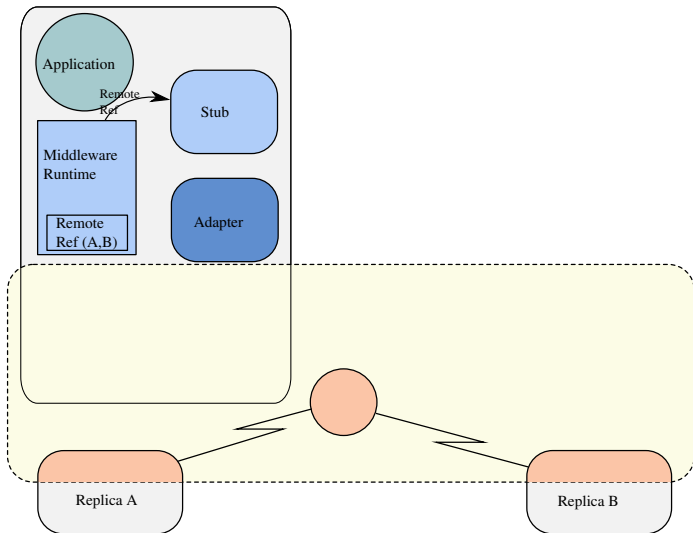 Application
Remote
Ref
Stub
Middleware
Runtime
Remote
Ref (A,B)
Adapter
Replica A
Replica B